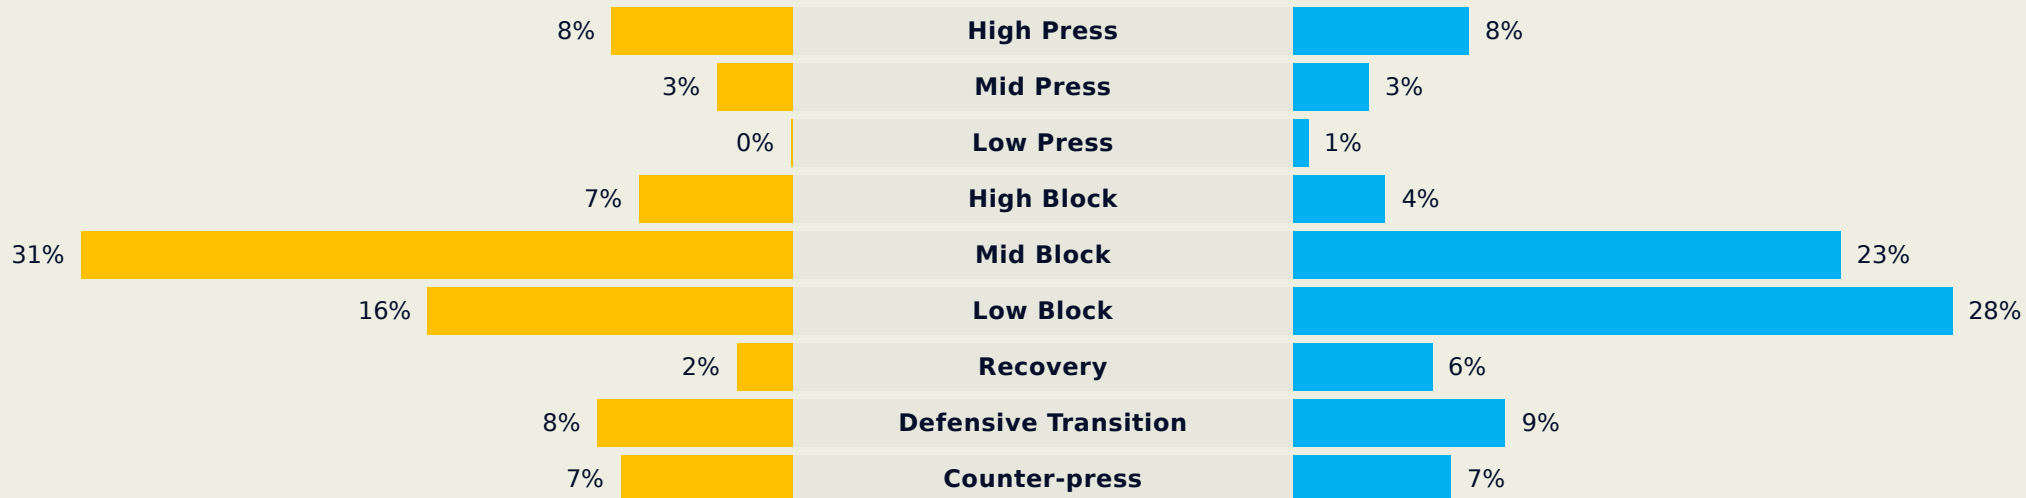 8% High Press 8%
3% Mid Press 3%
0% Low Press 1%
7% High Block 4%
31% Mid Block 23%
16% Low Block 28%
2% Recovery 6%
8% Defensive Transition 9%
7% Counter-press 7%